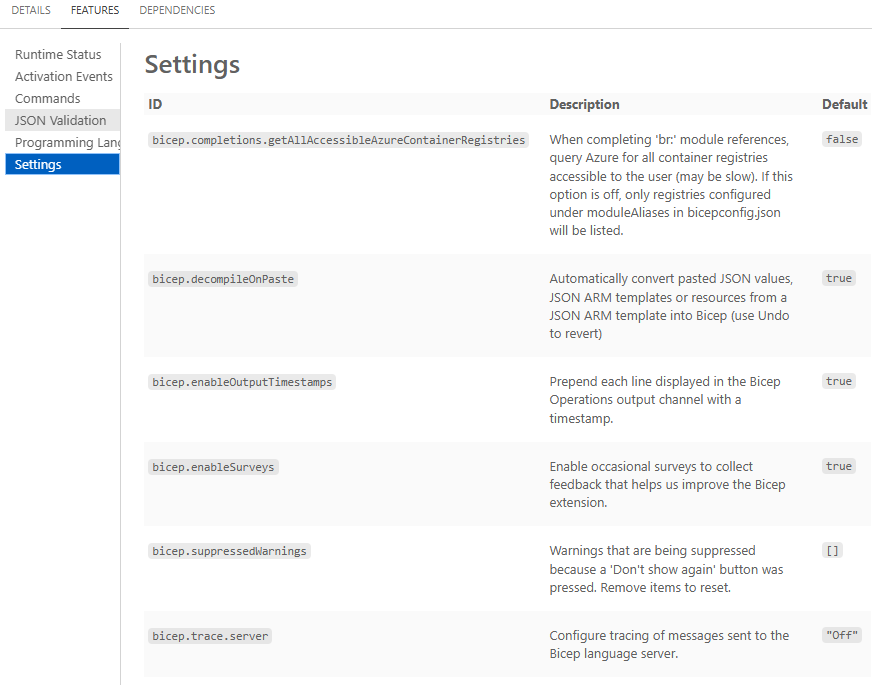 DETAILS FEATURES DEPENDENCIES
Runtime Status
Activation Events
Commands
JSON Validation
Programming Lang
Settings
Settings
ID Description Default
bicep.completions.getAllAccessibleAzureContainerRegistries When completing 'br:' module references, false
query Azure for all container registries
accessible to the user (may be slow). If this
option is off, only registries configured
under moduleAliases in bicepconfig.json
will be listed.
bicep.decompileOnPaste Automatically convert pasted JSON values, true
JSON ARM templates or resources from a
JSON ARM template into Bicep (use Undo
to revert)
bicep.enableOutputTimestamps Prepend each line displayed in the Bicep true
Operations output channel with a
timestamp.
bicep.enableSurveys Enable occasional surveys to collect true
feedback that helps us improve the Bicep
extension.
bicep.suppressedWarnings Warnings that are being suppressed []
because a 'Don't show again' button was
pressed. Remove items to reset.
bicep.trace.server Configure tracing of messages sent to the "Off"
Bicep language server.